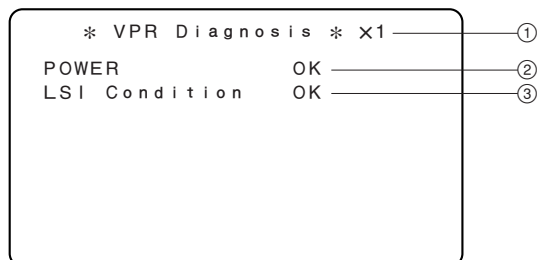 * VPR Diagnosis * ×1 ①
POWER OK ②
LSI Condition OK ③